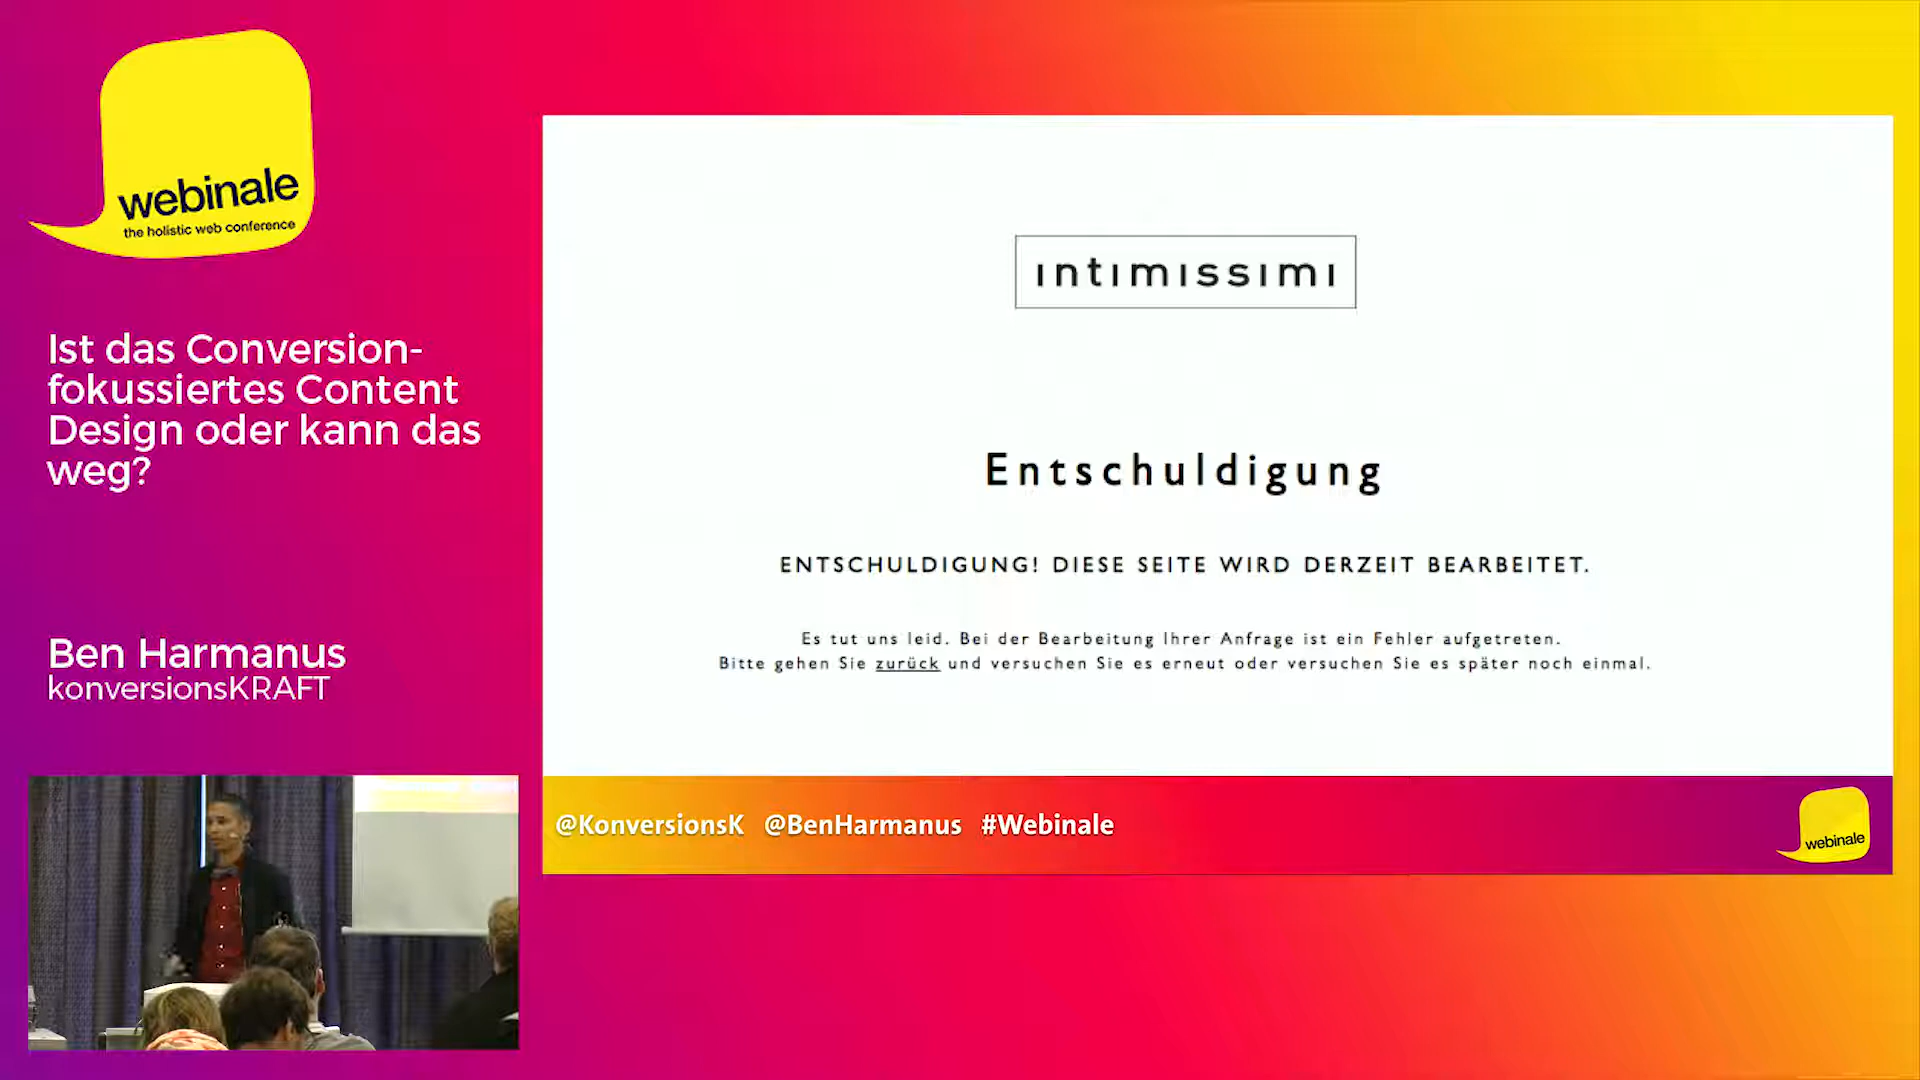 webinale
the holistic web conference
Ist das Conversion-
fokussiertes Content
Design oder kann das
weg?
Ben Harmanus
konversionsKRAFT
intimissimi
Entschuldigung
ENTSCHULDIGUNG! DIESE SEITE WIRD DERZEIT BEARBEITET.
Es tut uns leid. Bei der Bearbeitung Ihrer Anfrage ist ein Fehler aufgetreten.
Bitte gehen Sie zurück und versuchen Sie es erneut oder versuchen Sie es später noch einmal.
@KonversionsK @BenHarmanus #Webinale
webinale